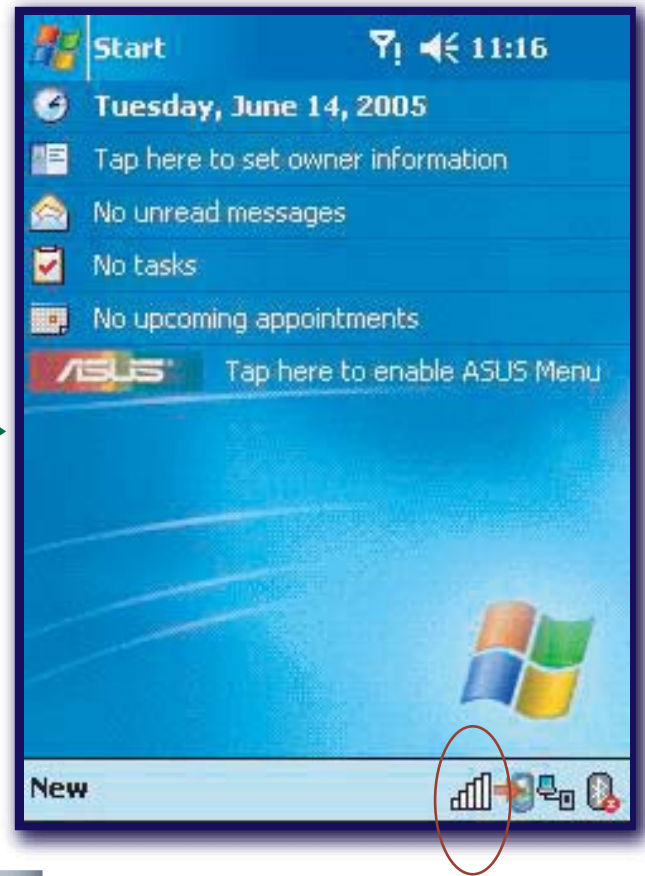 Start 11:16
Tuesday, June 14, 2005
Tap here to set owner information
No unread messages
No tasks
No upcoming appointments
ASUS Tap here to enable ASUS Menu
New